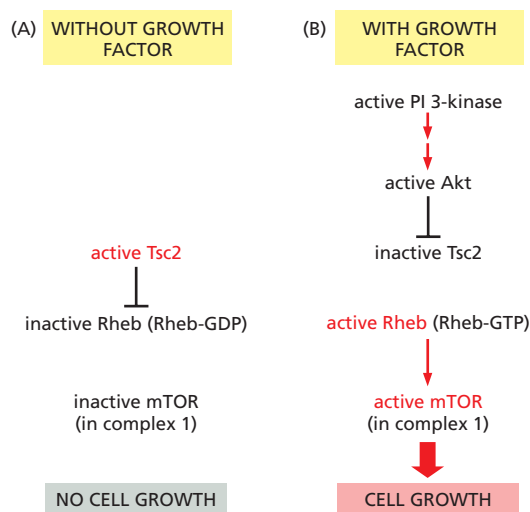 (A) WITHOUT GROWTH
FACTOR
active Tsc2
inactive Rheb (Rheb-GDP)
inactive mTOR
(in complex 1)
NO CELL GROWTH
(B) WITH GROWTH
FACTOR
active PI 3-kinase
active Akt
inactive Tsc2
active Rheb (Rheb-GTP)
active mTOR
(in complex 1)
CELL GROWTH